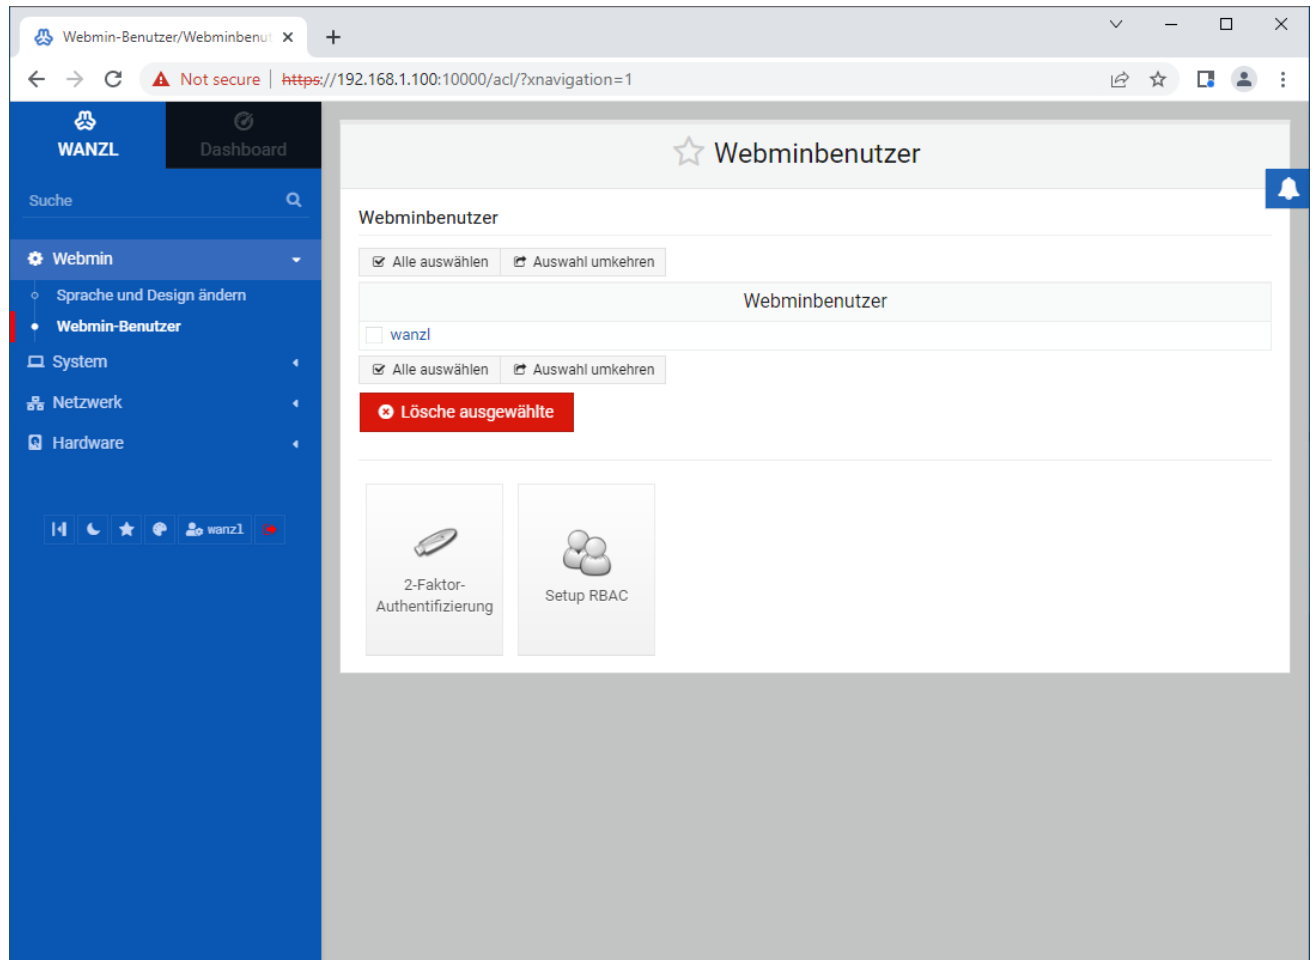 Webmin-Benutzer/Webminbenut
Not secure
https://192.168.1.100:10000/acl/?xnavigation=1
WANZL
Dashboard
Suche
Webmin
Sprache und Design ändern
Webmin-Benutzer
System
Netzwerk
Hardware
wanzl
Webminbenutzer
Webminbenutzer
Alle auswählen
Auswahl umkehren
Webminbenutzer
wanzl
Alle auswählen
Auswahl umkehren
Lösche ausgewählte
2-Faktor-
Authentifizierung
Setup RBAC